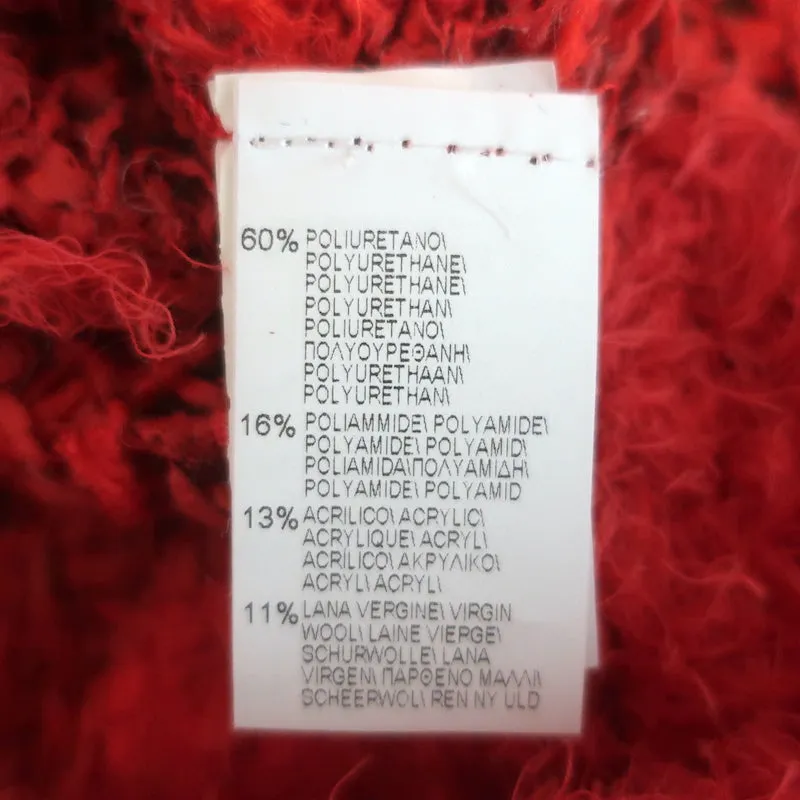 60% POLIURETANO\
POLYURETHANE\
POLYURETHANE\
POLYURETHAN\
POLIURETANO\
ΠΟΛΥΟΥΡΕΘΑΝΗ\
POLYURETHAAN\
POLYURETHAN\
16% POLIAMMIDE\ POLYAMIDE\
POLYAMIDE\ POLYAMID\
POLIAMIDA\ΠΟΛΥΑΜΙΔΗ\
POLYAMIDE\ POLYAMID
13% ACRILICO\ ACRYLIC\
ACRYLIQUE\ ACRYL\
ACRILICO\ ΑΚΡΥΛΙΚΟ\
ACRYL\ ACRYL\
11% LANA VERGINE\ VIRGIN
WOOL\ LAINE VIERGE\
SCHURWOLLE\ LANA
VIRGEN\ ΠΑΡΘΕΝΟ ΜΑΛΛΙ\
SCHEERWOL\ REN NY ULD